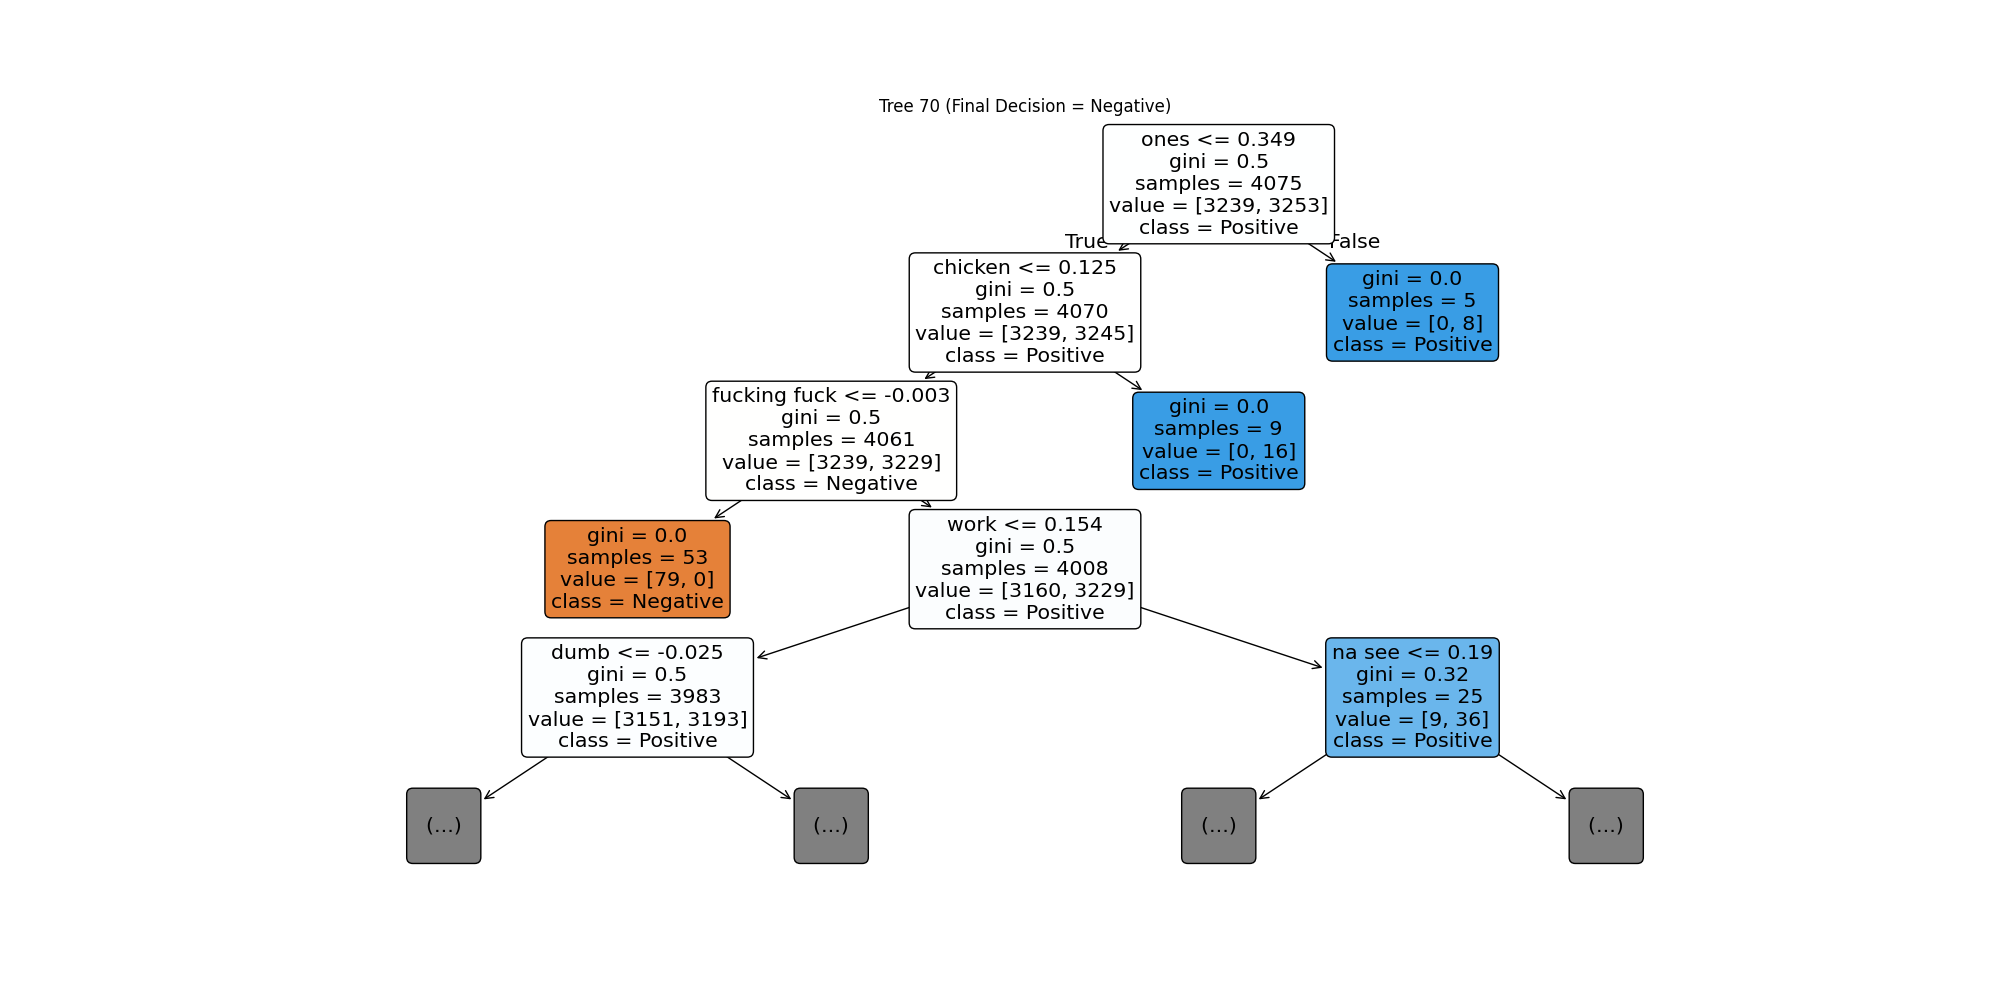 Tree 70 (Final Decision = Negative)
ones <= 0.349
gini = 0.5
samples = 4075
value = [3239, 3253]
class = Positive
True
False
chicken <= 0.125
gini = 0.5
samples = 4070
value = [3239, 3245]
class = Positive
gini = 0.0
samples = 5
value = [0, 8]
class = Positive
fucking fuck <= -0.003
gini = 0.5
samples = 4061
value = [3239, 3229]
class = Negative
gini = 0.0
samples = 9
value = [0, 16]
class = Positive
gini = 0.0
samples = 53
value = [79, 0]
class = Negative
work <= 0.154
gini = 0.5
samples = 4008
value = [3160, 3229]
class = Positive
dumb <= -0.025
gini = 0.5
samples = 3983
value = [3151, 3193]
class = Positive
na see <= 0.19
gini = 0.32
samples = 25
value = [9, 36]
class = Positive
(...)
(...)
(...)
(...)